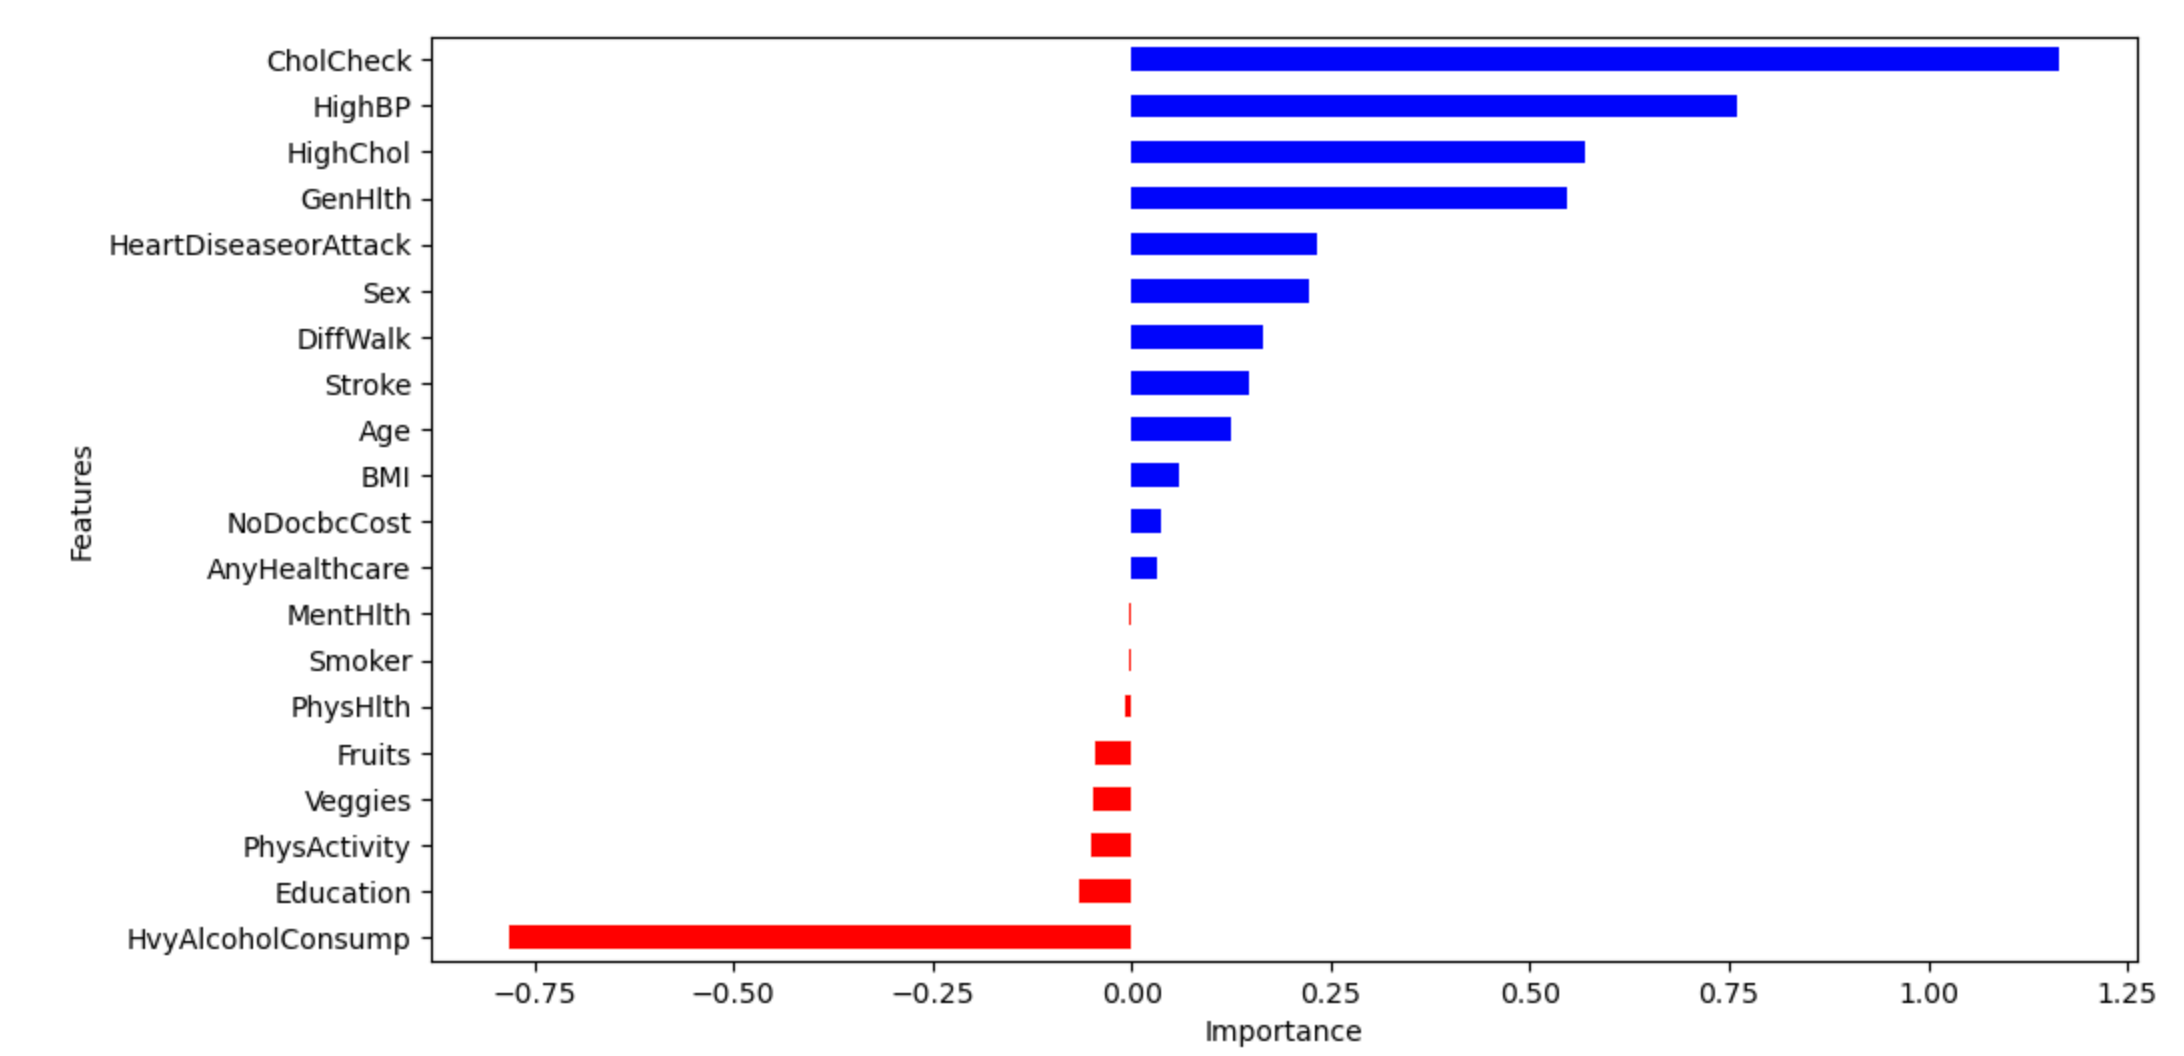 CholCheck
HighBP
HighChol
GenHlth
HeartDiseaseorAttack
Sex
DiffWalk
Stroke
Age
BMI
NoDocbcCost
AnyHealthcare
MentHlth
Smoker
PhysHlth
Fruits
Veggies
PhysActivity
Education
HvyAlcoholConsump
Features
−0.75 −0.50 −0.25 0.00 0.25 0.50 0.75 1.00 1.25
Importance